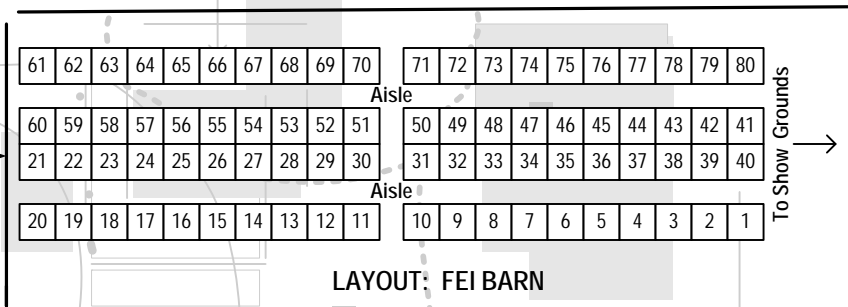 61 62 63 64 65 66 67 68 69 70 71 72 73 74 75 76 77 78 79 80
Aisle
60 59 58 57 56 55 54 53 52 51 50 49 48 47 46 45 44 43 42 41
21 22 23 24 25 26 27 28 29 30 31 32 33 34 35 36 37 38 39 40
Aisle
20 19 18 17 16 15 14 13 12 11 10 9 8 7 6 5 4 3 2 1
To Show Grounds
LAYOUT: FEI BARN